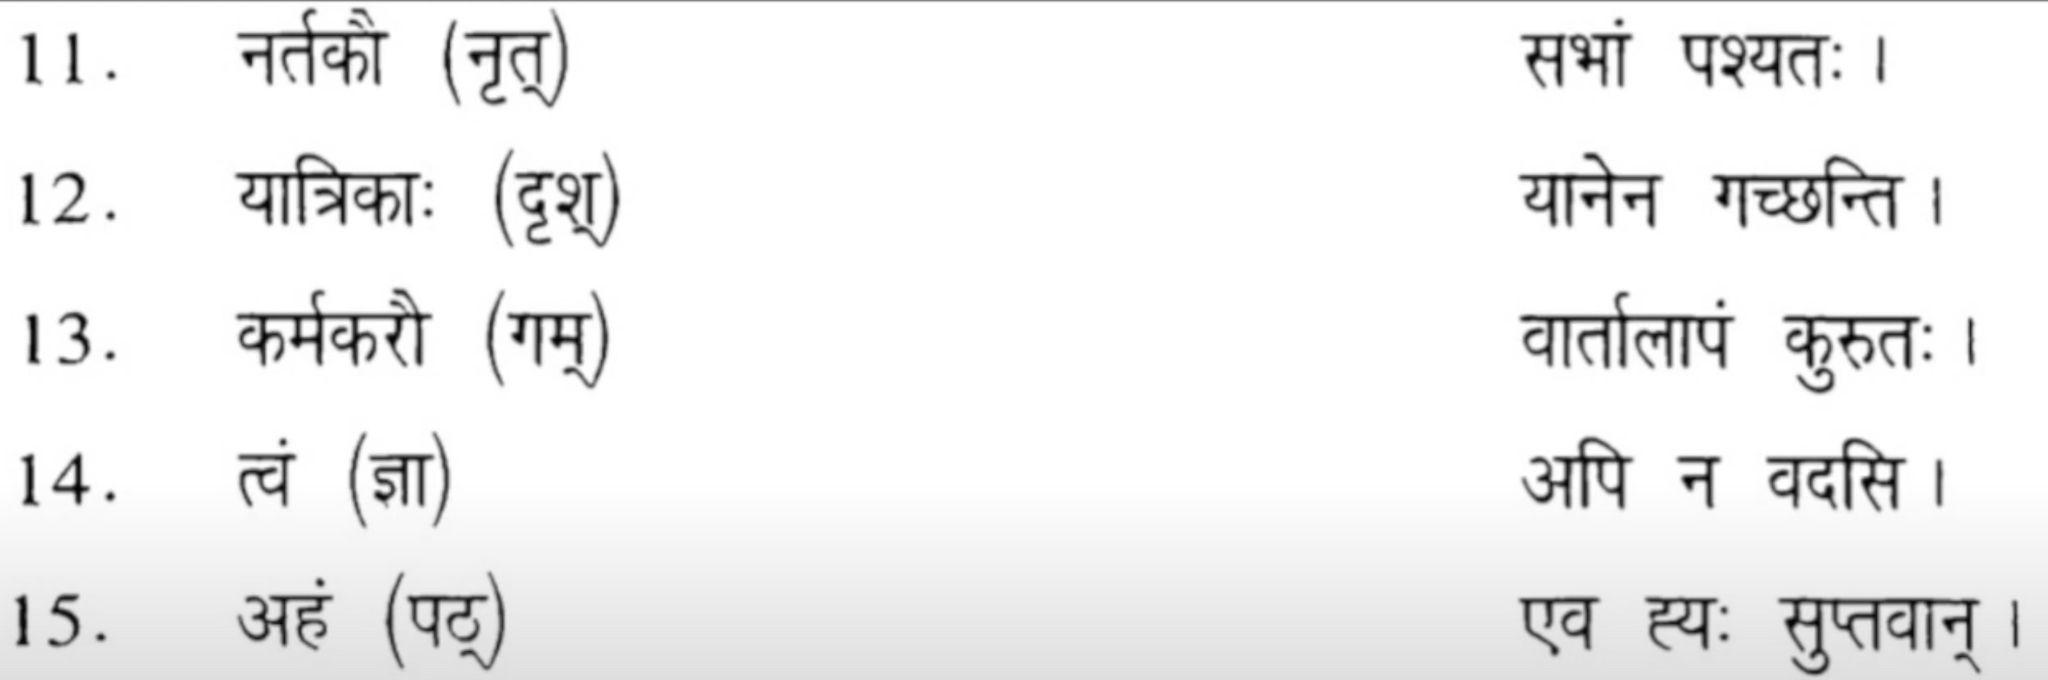 11. नर्तकौ (नृत्) सभां पश्यतः ।
12. यात्रिकाः (दृश्) यानेन गच्छन्ति ।
13. कर्मकरौ (गम्) वार्तालापं कुरुतः ।
14. त्वं (ज्ञा) अपि न वदसि ।
15. अहं (पठ्) एव ह्यः सुप्तवान् ।